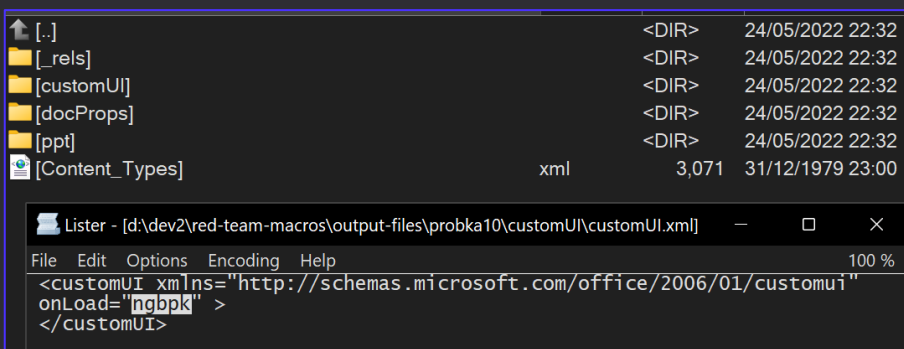 [..] <DIR> 24/05/2022 22:32
[_rels] <DIR> 24/05/2022 22:32
[customUI] <DIR> 24/05/2022 22:32
[docProps] <DIR> 24/05/2022 22:32
[ppt] <DIR> 24/05/2022 22:32
[Content_Types] xml 3,071 31/12/1979 23:00
Lister - [d:\dev2\red-team-macros\output-files\probka10\customUI\customUI.xml]
File Edit Options Encoding Help 100 %
<customUI xmlns="http://schemas.microsoft.com/office/2006/01/customui"
onLoad="ngbpk" >
</customUI>